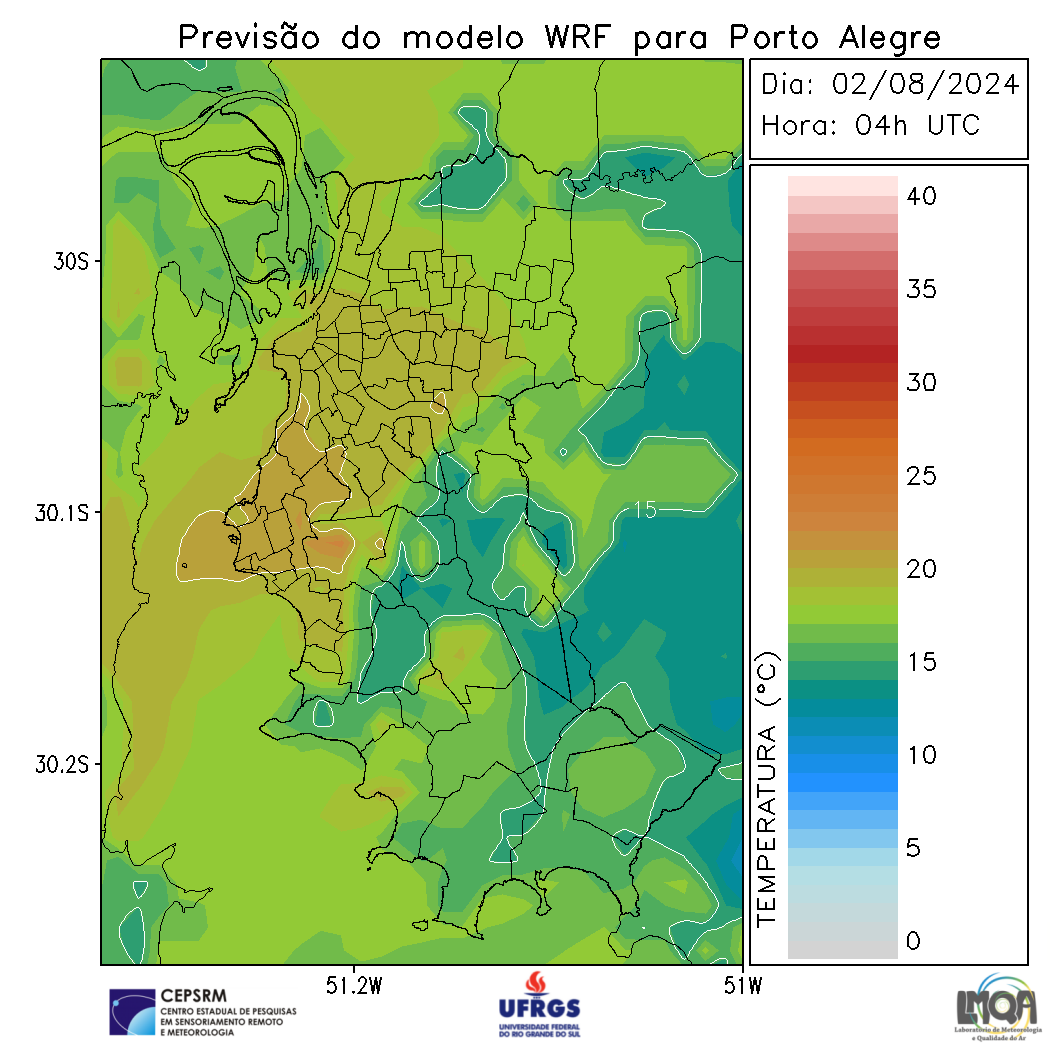 Previsão do modelo WRF para Porto Alegre
Dia: 02/08/2024
Hora: 04h UTC
40
35
30
25
20
15
10
5
0
TEMPERATURA (°C)
30S
30.1S
30.2S
15
51.2W
51W
CEPSRM
CENTRO ESTADUAL DE PESQUISAS
EM SENSORIAMENTO REMOTO
E METEOROLOGIA
UFRGS
UNIVERSIDADE FEDERAL
DO RIO GRANDE DO SUL
LMQA
Laboratório de Meteorologia
e Qualidade do Ar